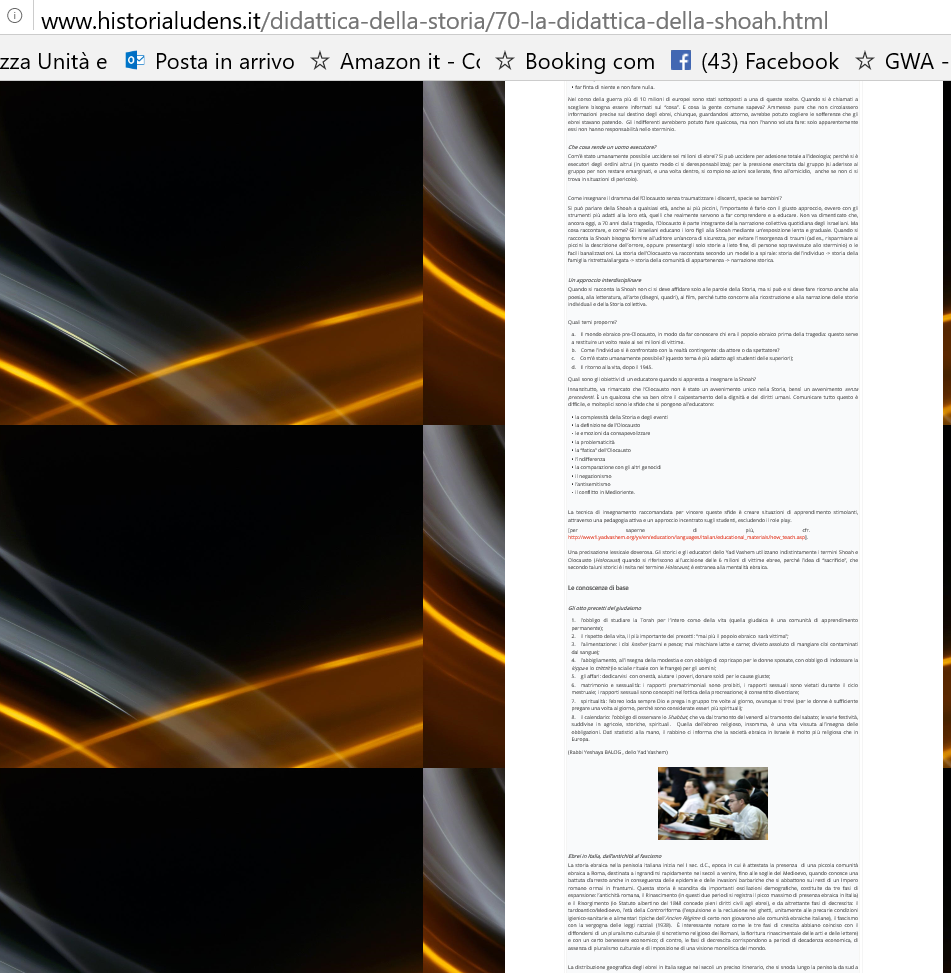 www.historialudens.it/didattica-della-storia/70-la-didattica-della-shoah.html
zza Unità e Posta in arrivo Amazon it - Co Booking com (43) Facebook GWA -
• far finta di niente e non fare nulla.
Nel corso della guerra più di 10 milioni di europei sono stati sottoposti a una di queste scelte. Quando si è chiamati a
scegliere bisogna essere informati sul "cosa". E cosa la gente comune sapeva? Ammesso pure che non circolassero
informazioni precise sul destino degli ebrei, chiunque, guardandosi attorno, avrebbe potuto cogliere le sofferenze che gli
ebrei stavano patendo. Gli indifferenti avrebbero potuto fare qualcosa, ma non l'hanno voluta fare: solo apparentemente
essi non hanno responsabilità nello sterminio.
Che cosa rende un uomo esecutore?
Com'è stato umanamente possibile uccidere sei milioni di ebrei? Si può uccidere per adesione totale all'ideologia; perché si è
esecutori degli ordini altrui (in questo modo ci si deresponsabilizza); per la pressione esercitata dal gruppo (si aderisce al
gruppo per non restare emarginati, e una volta dentro, si compiono azioni scellerate, fino all'omicidio, anche se non ci si
trova in situazioni di pericolo).
Come insegnare il dramma dell'Olocausto senza traumatizzare i discenti, specie se bambini?
Si può parlare della Shoah a qualsiasi età, anche ai più piccini, l'importante è farlo con il giusto approccio, ovvero con gli
strumenti più adatti alla loro età, quelli che realmente servono a far comprendere e a educare. Non va dimenticato che,
ancora oggi, a 70 anni dalla tragedia, l'Olocausto è parte integrante della narrazione collettiva quotidiana degli Israeliani. Ma
cosa raccontare, e come? Gli Israeliani educano i loro figli alla Shoah mediante un'esposizione lenta e graduale. Quando si
racconta la Shoah bisogna fornire all'uditore un'ancora di sicurezza, per evitare l'insorgenza di traumi (ad es., risparmiare ai
piccini la descrizione dell'orrore, oppure presentargli solo storie a lieto fine, di persone sopravvissute allo sterminio) o le
facili banalizzazioni. La storia dell'Olocausto va raccontata secondo un modello a spirale: storia dell'individuo -> storia della
famiglia ristretta/allargata -> storia della comunità di appartenenza -> narrazione storica.
Un approccio interdisciplinare
Quando si racconta la Shoah non ci si deve affidare solo alle parole della Storia, ma si può e si deve fare ricorso anche alla
poesia, alla letteratura, all'arte (disegni, quadri), ai film, perché tutto concorre alla ricostruzione e alla narrazione delle storie
individuali e della Storia collettiva.
Quali temi proporre?
a. Il mondo ebraico pre-Olocausto, in modo da far conoscere chi era il popolo ebraico prima della tragedia: questo serve
a restituire un volto reale ai sei milioni di vittime.
b. Come l'individuo si è confrontato con la realtà contingente: da attore o da spettatore?
c. Com'è stato umanamente possibile? (questo tema è più adatto agli studenti delle superiori);
d. Il ritorno alla vita, dopo il 1945.
Quali sono gli obiettivi di un educatore quando si appresta a insegnare la Shoah?
Innanzitutto, va rimarcato che l'Olocausto non è stato un avvenimento unico nella Storia, bensì un avvenimento senza
precedenti. È un qualcosa che va ben oltre il calpestamento della dignità e dei diritti umani. Comunicare tutto questo è
difficile, e molteplici sono le sfide che si pongono all'educatore:
• la complessità della Storia e degli eventi
• la definizione dell'Olocausto
• le emozioni da consapevolizzare
• la problematicità
• la "fatica" dell'Olocausto
• l'indifferenza
• la comparazione con gli altri genocidi
• il negazionismo
• l'antisemitismo
• il conflitto in Medioriente.
La tecnica di insegnamento raccomandata per vincere queste sfide è creare situazioni di apprendimento stimolanti,
attraverso una pedagogia attiva e un approccio incentrato sugli studenti, escludendo il role play.
[per saperne di più, cfr.
http://www1.yadvashem.org/yv/en/education/languages/italian/educational_materials/how_teach.asp].
Una precisazione lessicale doverosa. Gli storici e gli educatori dello Yad Vashem utilizzano indistintamente i termini Shoah e
Olocausto (Holocaust) quando si riferiscono all'uccisione delle 6 milioni di vittime ebree, perché l'idea di "sacrificio", che
secondo taluni storici è insita nel termine Holocaust, è estranea alla mentalità ebraica.
Le conoscenze di base
Gli otto precetti del giudaismo
1. l'obbligo di studiare la Torah per l'intero corso della vita (quella giudaica è una comunità di apprendimento
permanente);
2. il rispetto della vita, il più importante dei precetti: "mai più il popolo ebraico sarà vittima";
3. l'alimentazione: i cibi kosher (carni e pesce; mai mischiare latte e carne; divieto assoluto di mangiare cibi contaminati
dal sangue);
4. l'abbigliamento, all'insegna della modestia e con obbligo di copricapo per le donne sposate, con obbligo di indossare la
kippa e lo tzitzit (lo scialle rituale con le frange) per gli uomini;
5. gli affari: dedicarvisi con onestà, aiutare i poveri, donare soldi per le cause giuste;
6. matrimonio e sessualità: i rapporti prematrimoniali sono proibiti, i rapporti sessuali sono vietati durante il ciclo
mestruale; i rapporti sessuali sono concepiti nell'ottica della procreazione; è consentito divorziare;
7. spiritualità: l'ebreo loda sempre Dio e prega in gruppo tre volte al giorno, ovunque si trovi (per le donne è sufficiente
pregare una volta al giorno, perché sono considerate esseri più spirituali);
8. il calendario: l'obbligo di osservare lo Shabbat, che va dal tramonto del venerdì al tramonto del sabato; le varie festività,
suddivise in agricole, storiche, spirituali. Quella dell'ebreo religioso, insomma, è una vita vissuta all'insegna delle
obbligazioni. Dati statistici alla mano, il rabbino ci informa che la società ebraica in Israele è molto più religiosa che in
Europa.
(Rabbi Yeshaya BALOG, dello Yad Vashem)
Ebrei in Italia, dall'antichità al fascismo
La storia ebraica nella penisola italiana inizia nel I sec. d.C., epoca in cui è attestata la presenza di una piccola comunità
ebraica a Roma, destinata a ingrandirsi rapidamente nei secoli a venire, fino alle soglie del Medioevo, quando conosce una
battuta d'arresto anche in conseguenza delle epidemie e delle invasioni barbariche che si abbattono sui resti di un Impero
romano ormai in frantumi. Questa storia è scandita da importanti oscillazioni demografiche, costituite da tre fasi di
espansione: l'antichità romana, il Rinascimento (in questi due periodi si registra il picco massimo di presenza ebraica in Italia)
e il Risorgimento (lo Statuto albertino del 1848 concede pieni diritti civili agli ebrei), e da altrettante fasi di decrescita: il
tardoantico/Medioevo, l'età della Controriforma (l'espulsione e la reclusione nei ghetti, unitamente alle precarie condizioni
igienico-sanitarie e alimentari tipiche dell'Ancien Régime di certo non giovarono alle comunità ebraiche italiane), il fascismo
con la vergogna delle leggi razziali (1938). È interessante notare come le tre fasi di crescita abbiano coinciso con il
diffondersi di un pluralismo culturale (il sincretismo religioso dei Romani, la fioritura rinascimentale delle arti e delle lettere)
e con un certo benessere economico; di contro, le fasi di decrescita corrispondono a periodi di decadenza economica, di
assenza di pluralismo culturale e di imposizione di una visione monolitica del mondo.
La distribuzione geografica degli ebrei in Italia segue nei secoli un preciso itinerario, che si snoda lungo la penisola da sud a